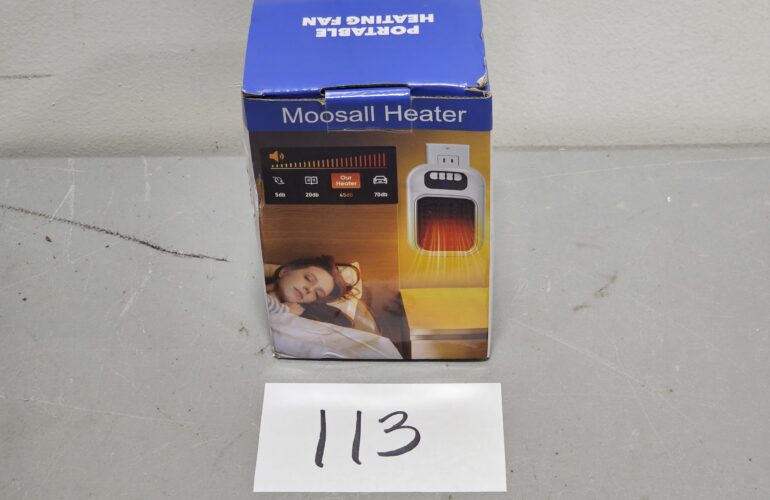 PORTABLE
HEATING FAN
Moosall Heater
Our
Heater
5db 20db 45db 70db
113